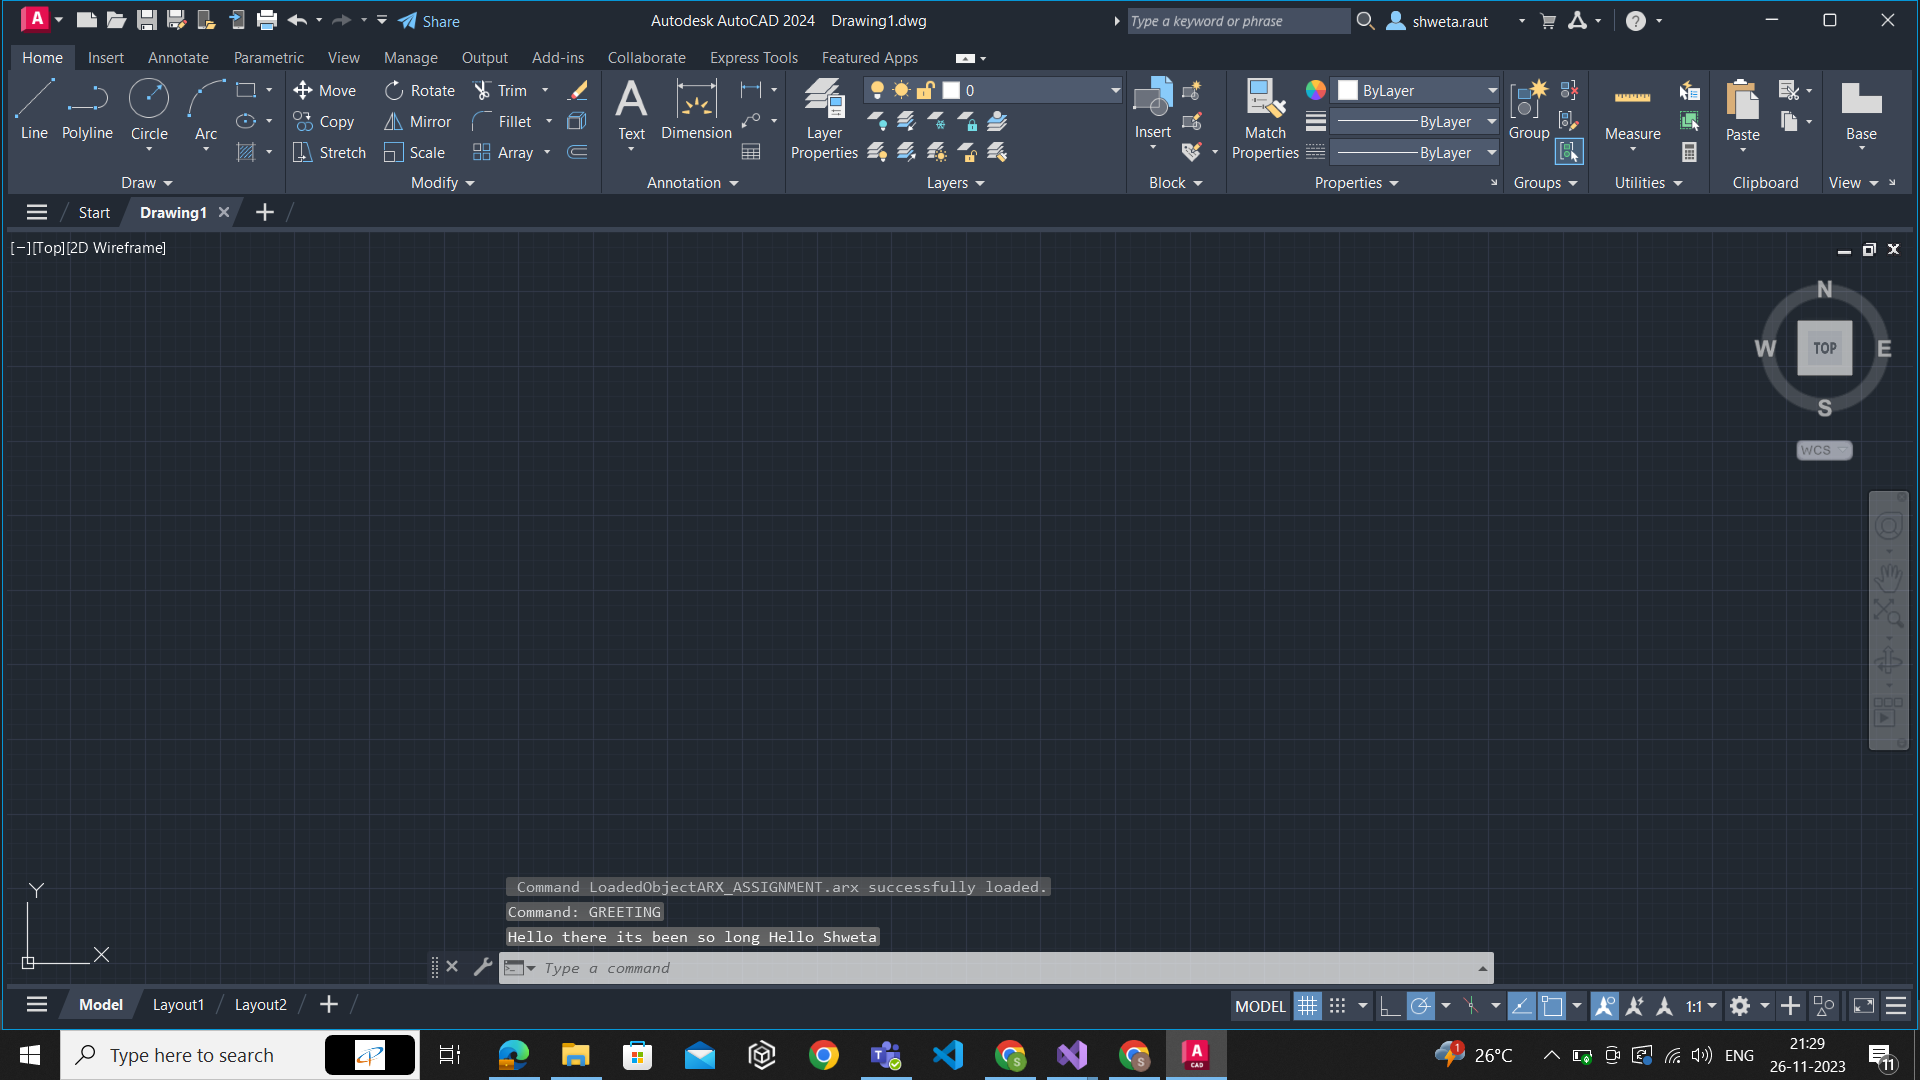 Share
Autodesk AutoCAD 2024 Drawing1.dwg
Type a keyword or phrase
shweta.raut
Home Insert Annotate Parametric View Manage Output Add-ins Collaborate Express Tools Featured Apps
Line Polyline Circle Arc
Draw
Move Rotate Trim
Copy Mirror Fillet
Stretch Scale Array
Modify
Text Dimension
Annotation
Layer Properties
0
Layers
Insert
Block
Match Properties
ByLayer
ByLayer
ByLayer
Properties
Group
Groups
Measure
Utilities
Paste
Clipboard
Base
View
Start Drawing1
[−][Top][2D Wireframe]
N
W TOP E
S
WCS
Command LoadedObjectARX_ASSIGNMENT.arx successfully loaded.
Command: GREETING
Hello there its been so long Hello Shweta
Type a command
Y
X
Model Layout1 Layout2
MODEL 1:1
Type here to search
26°C
ENG
21:29
26-11-2023
11